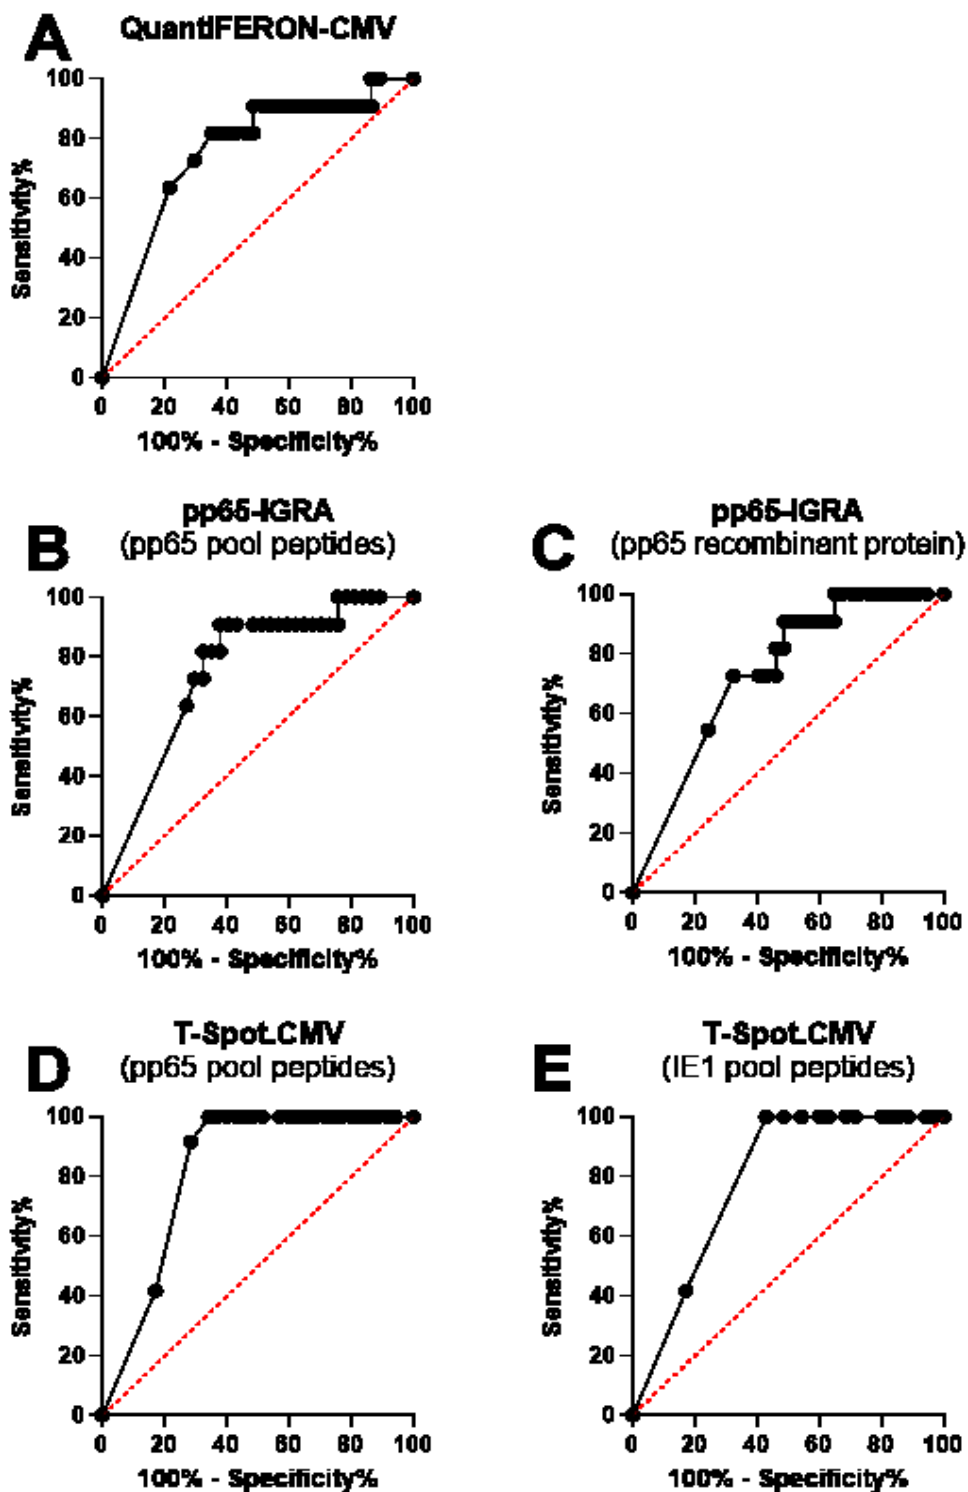 A
QuantiFERON-CMV
100
80
60
40
20
0
Sensitivity%
0 20 40 60 80 100
100% - Specificity%
B
pp65-IGRA
(pp65 pool peptides)
100
80
60
40
20
0
Sensitivity%
0 20 40 60 80 100
100% - Specificity%
C
pp65-IGRA
(pp65 recombinant protein)
100
80
60
40
20
0
Sensitivity%
0 20 40 60 80 100
100% - Specificity%
D
T-Spot.CMV
(pp65 pool peptides)
100
80
60
40
20
0
Sensitivity%
0 20 40 60 80 100
100% - Specificity%
E
T-Spot.CMV
(IE1 pool peptides)
100
80
60
40
20
0
Sensitivity%
0 20 40 60 80 100
100% - Specificity%